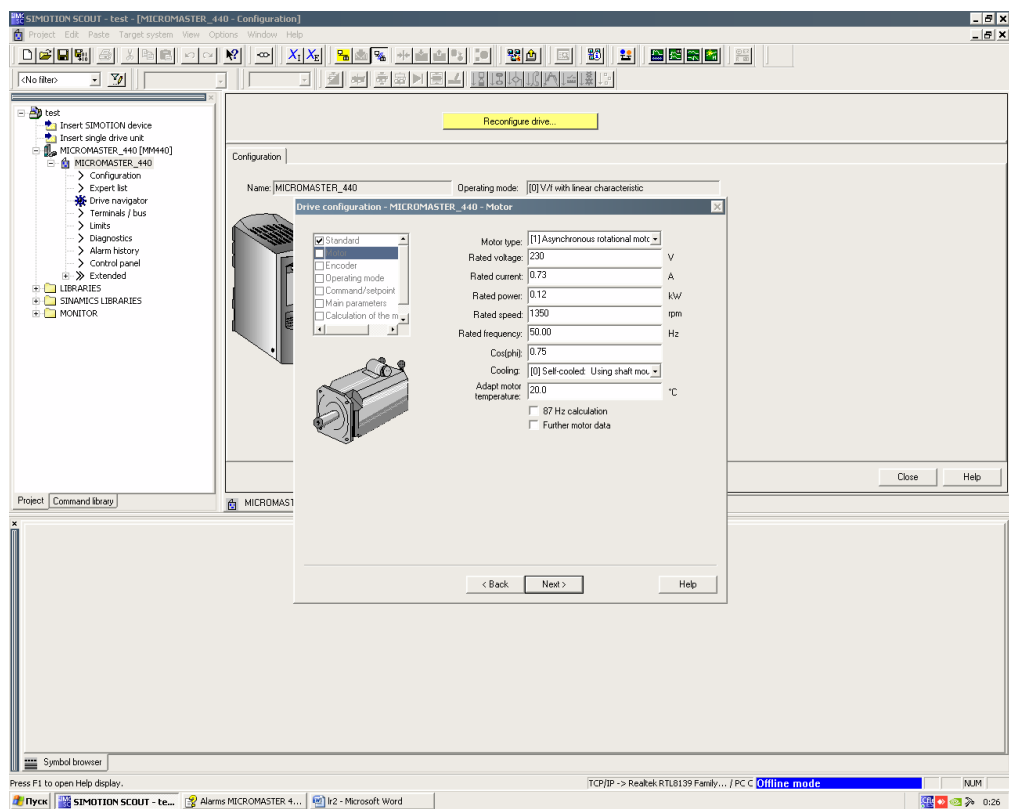 SIMOTION SCOUT - test - [MICROMASTER_440 - Configuration]
Project Edit Paste Target system View Options Window Help
<No filter>
test
Insert SIMOTION device
Insert single drive unit
MICROMASTER_440 [MM440]
MICROMASTER_440
Configuration
Expert list
Drive navigator
Terminals / bus
Limits
Diagnostics
Alarm history
Control panel
Extended
LIBRARIES
SINAMICS LIBRARIES
MONITOR
Project Command library
Reconfigure drive...
Configuration
Name: MICROMASTER_440 Operating mode: [0] V/f with linear characteristic
Drive configuration - MICROMASTER_440 - Motor
Standard
Motor
Encoder
Operating mode
Command/setpoint
Main parameters
Calculation of the m
Motor type: [1] Asynchronous rotational motc
Rated voltage: 230 V
Rated current: 0.73 A
Rated power: 0.12 kW
Rated speed: 1350 rpm
Rated frequency: 50.00 Hz
Cos(phi): 0.75
Cooling: [0] Self-cooled: Using shaft mou
Adapt motor
temperature: 20.0 °C
87 Hz calculation
Further motor data
< Back Next > Help
Close Help
MICROMAST
Symbol browser
Press F1 to open Help display. TCP/IP -> Realtek RTL8139 Family... / PC C Offline mode NUM
Пуск SIMOTION SCOUT - te... Alarms MICROMASTER 4... lr2 - Microsoft Word 0:26